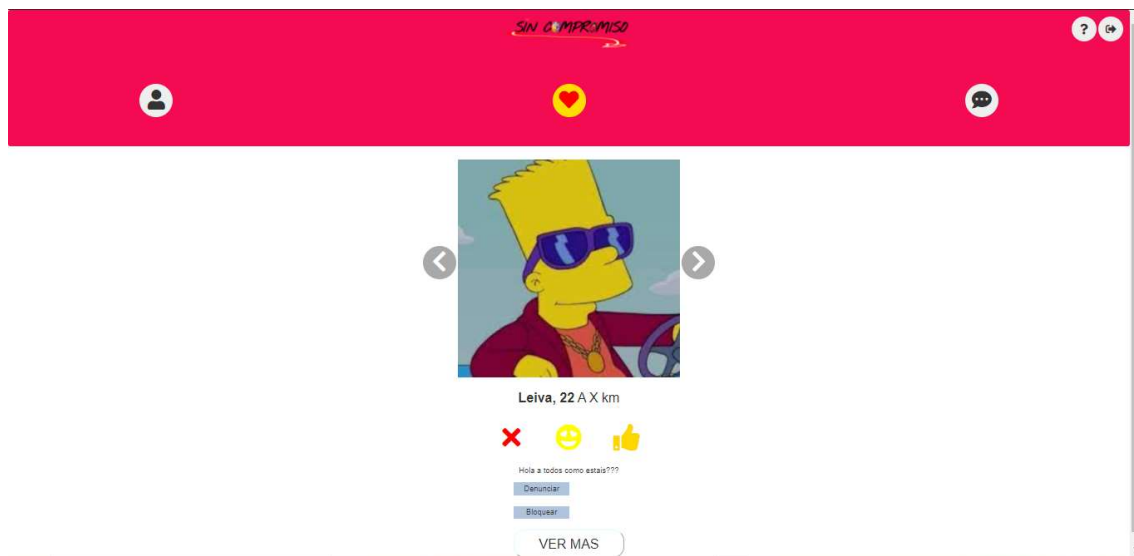 SIN COMPROMISO
?
Leiva, 22 A X km
Hola a todos como estais???
Denunciar
Bloquear
VER MAS